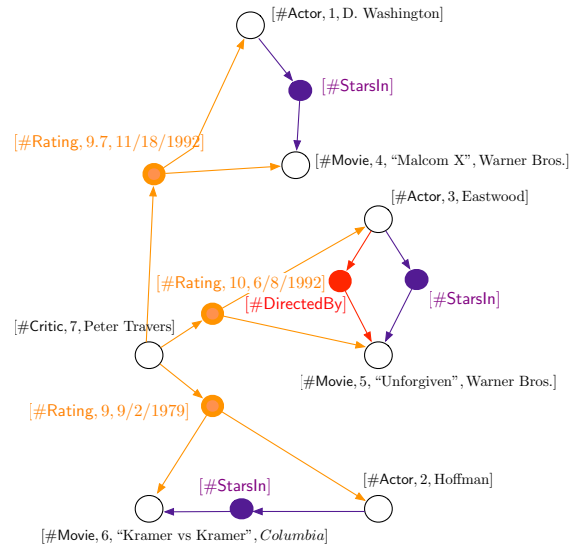 [#Actor, 1, D. Washington]
[#StarsIn]
[#Rating, 9.7, 11/18/1992]
[#Movie, 4, “Malcom X”, Warner Bros.]
[#Actor, 3, Eastwood]
[#Rating, 10, 6/8/1992]
[#DirectedBy]
[#StarsIn]
[#Critic, 7, Peter Travers]
[#Movie, 5, “Unforgiven”, Warner Bros.]
[#Rating, 9, 9/2/1979]
[#StarsIn]
[#Actor, 2, Hoffman]
[#Movie, 6, “Kramer vs Kramer”, Columbia]